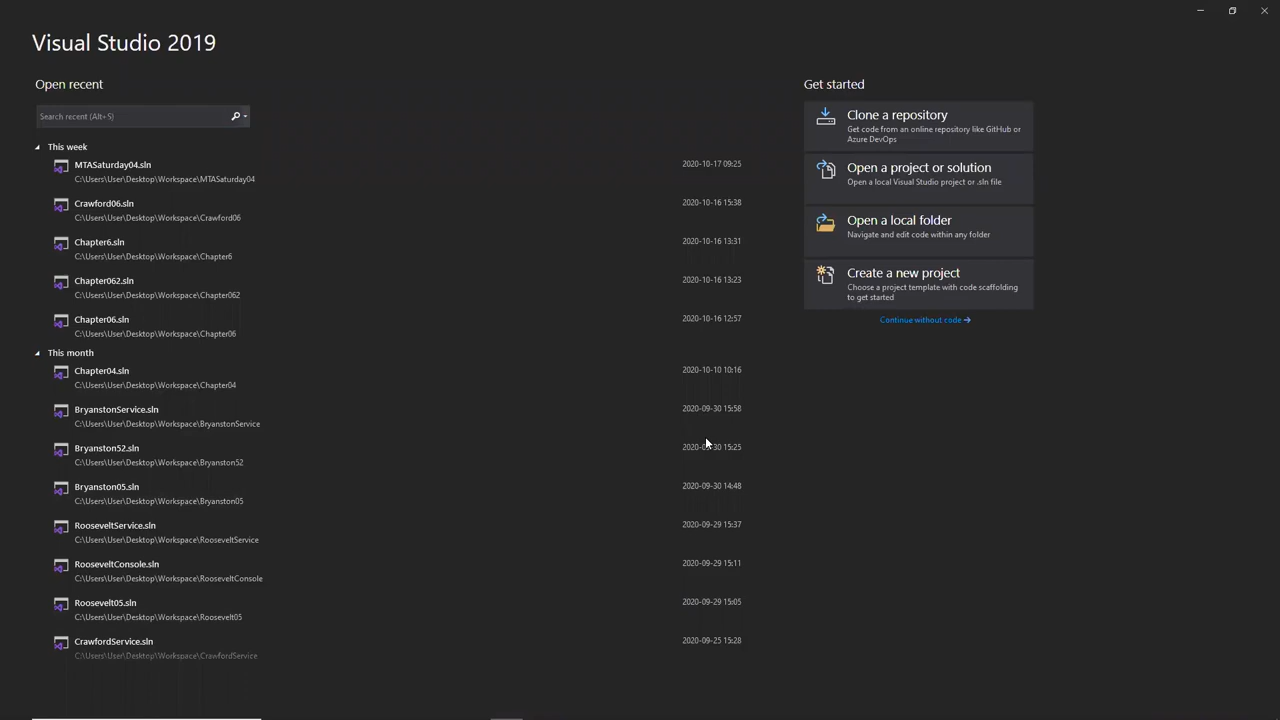 Visual Studio 2019
Open recent
Search recent (Alt+S)
This week
MTASaturday04.sln 2020-10-17 09:25
C:\Users\User\Desktop\Workspace\MTASaturday04
Crawford06.sln 2020-10-16 15:38
C:\Users\User\Desktop\Workspace\Crawford06
Chapter6.sln 2020-10-16 13:31
C:\Users\User\Desktop\Workspace\Chapter6
Chapter062.sln 2020-10-16 13:23
C:\Users\User\Desktop\Workspace\Chapter062
Chapter06.sln 2020-10-16 12:57
C:\Users\User\Desktop\Workspace\Chapter06
This month
Chapter04.sln 2020-10-10 10:16
C:\Users\User\Desktop\Workspace\Chapter04
BryanstonService.sln 2020-09-30 15:58
C:\Users\User\Desktop\Workspace\BryanstonService
Bryanston52.sln 2020-09-30 15:25
C:\Users\User\Desktop\Workspace\Bryanston52
Bryanston05.sln 2020-09-30 14:48
C:\Users\User\Desktop\Workspace\Bryanston05
RooseveltService.sln 2020-09-29 15:37
C:\Users\User\Desktop\Workspace\RooseveltService
RooseveltConsole.sln 2020-09-29 15:11
C:\Users\User\Desktop\Workspace\RooseveltConsole
Roosevelt05.sln 2020-09-29 15:05
C:\Users\User\Desktop\Workspace\Roosevelt05
CrawfordService.sln 2020-09-25 15:28
C:\Users\User\Desktop\Workspace\CrawfordService
Get started
Clone a repository
Get code from an online repository like GitHub or
Azure DevOps
Open a project or solution
Open a local Visual Studio project or .sln file
Open a local folder
Navigate and edit code within any folder
Create a new project
Choose a project template with code scaffolding
to get started
Continue without code →